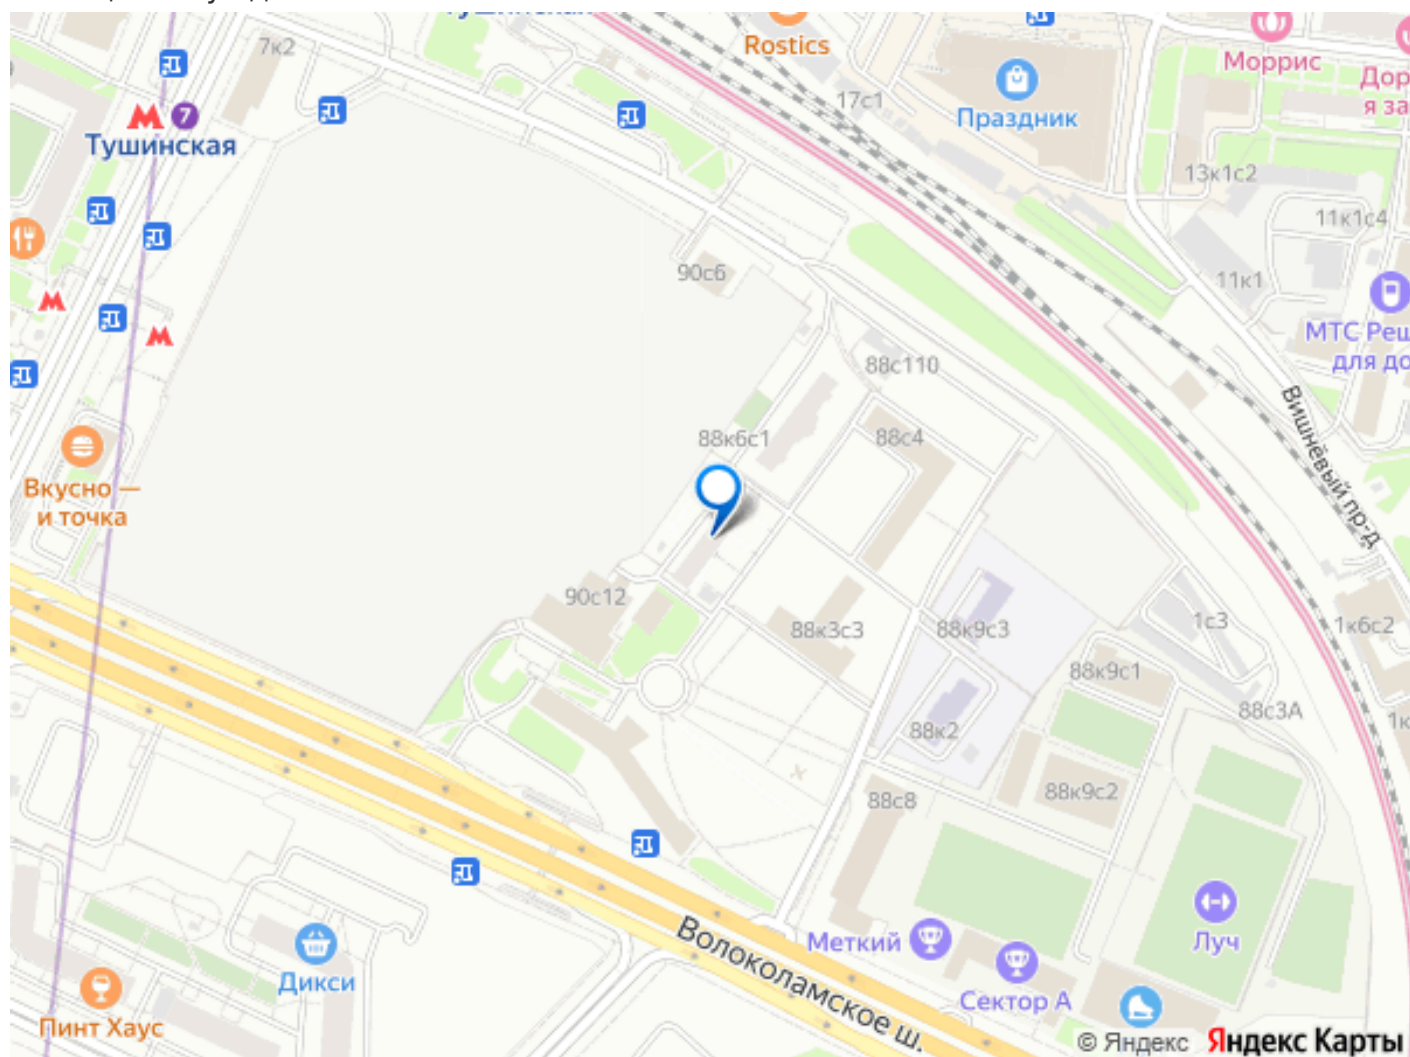 Rostics
Моррис
7к2
17с1
Праздник
7
Тушинская
13к1с2
11к1с4
90с6
11к1
МТС
для до
88с110
Вишнёвый пр-д
88к6с1
88с4
Вкусно —
и точка
90с12
88к3с3
88к9с3
1с3
1к6с2
88к9с1
88с3А
88к2
88с8
88к9с2
Волоколамское ш.
Меткий
Луч
Дикси
Сектор А
Пинт Хаус
© Яндекс Яндекс Карты